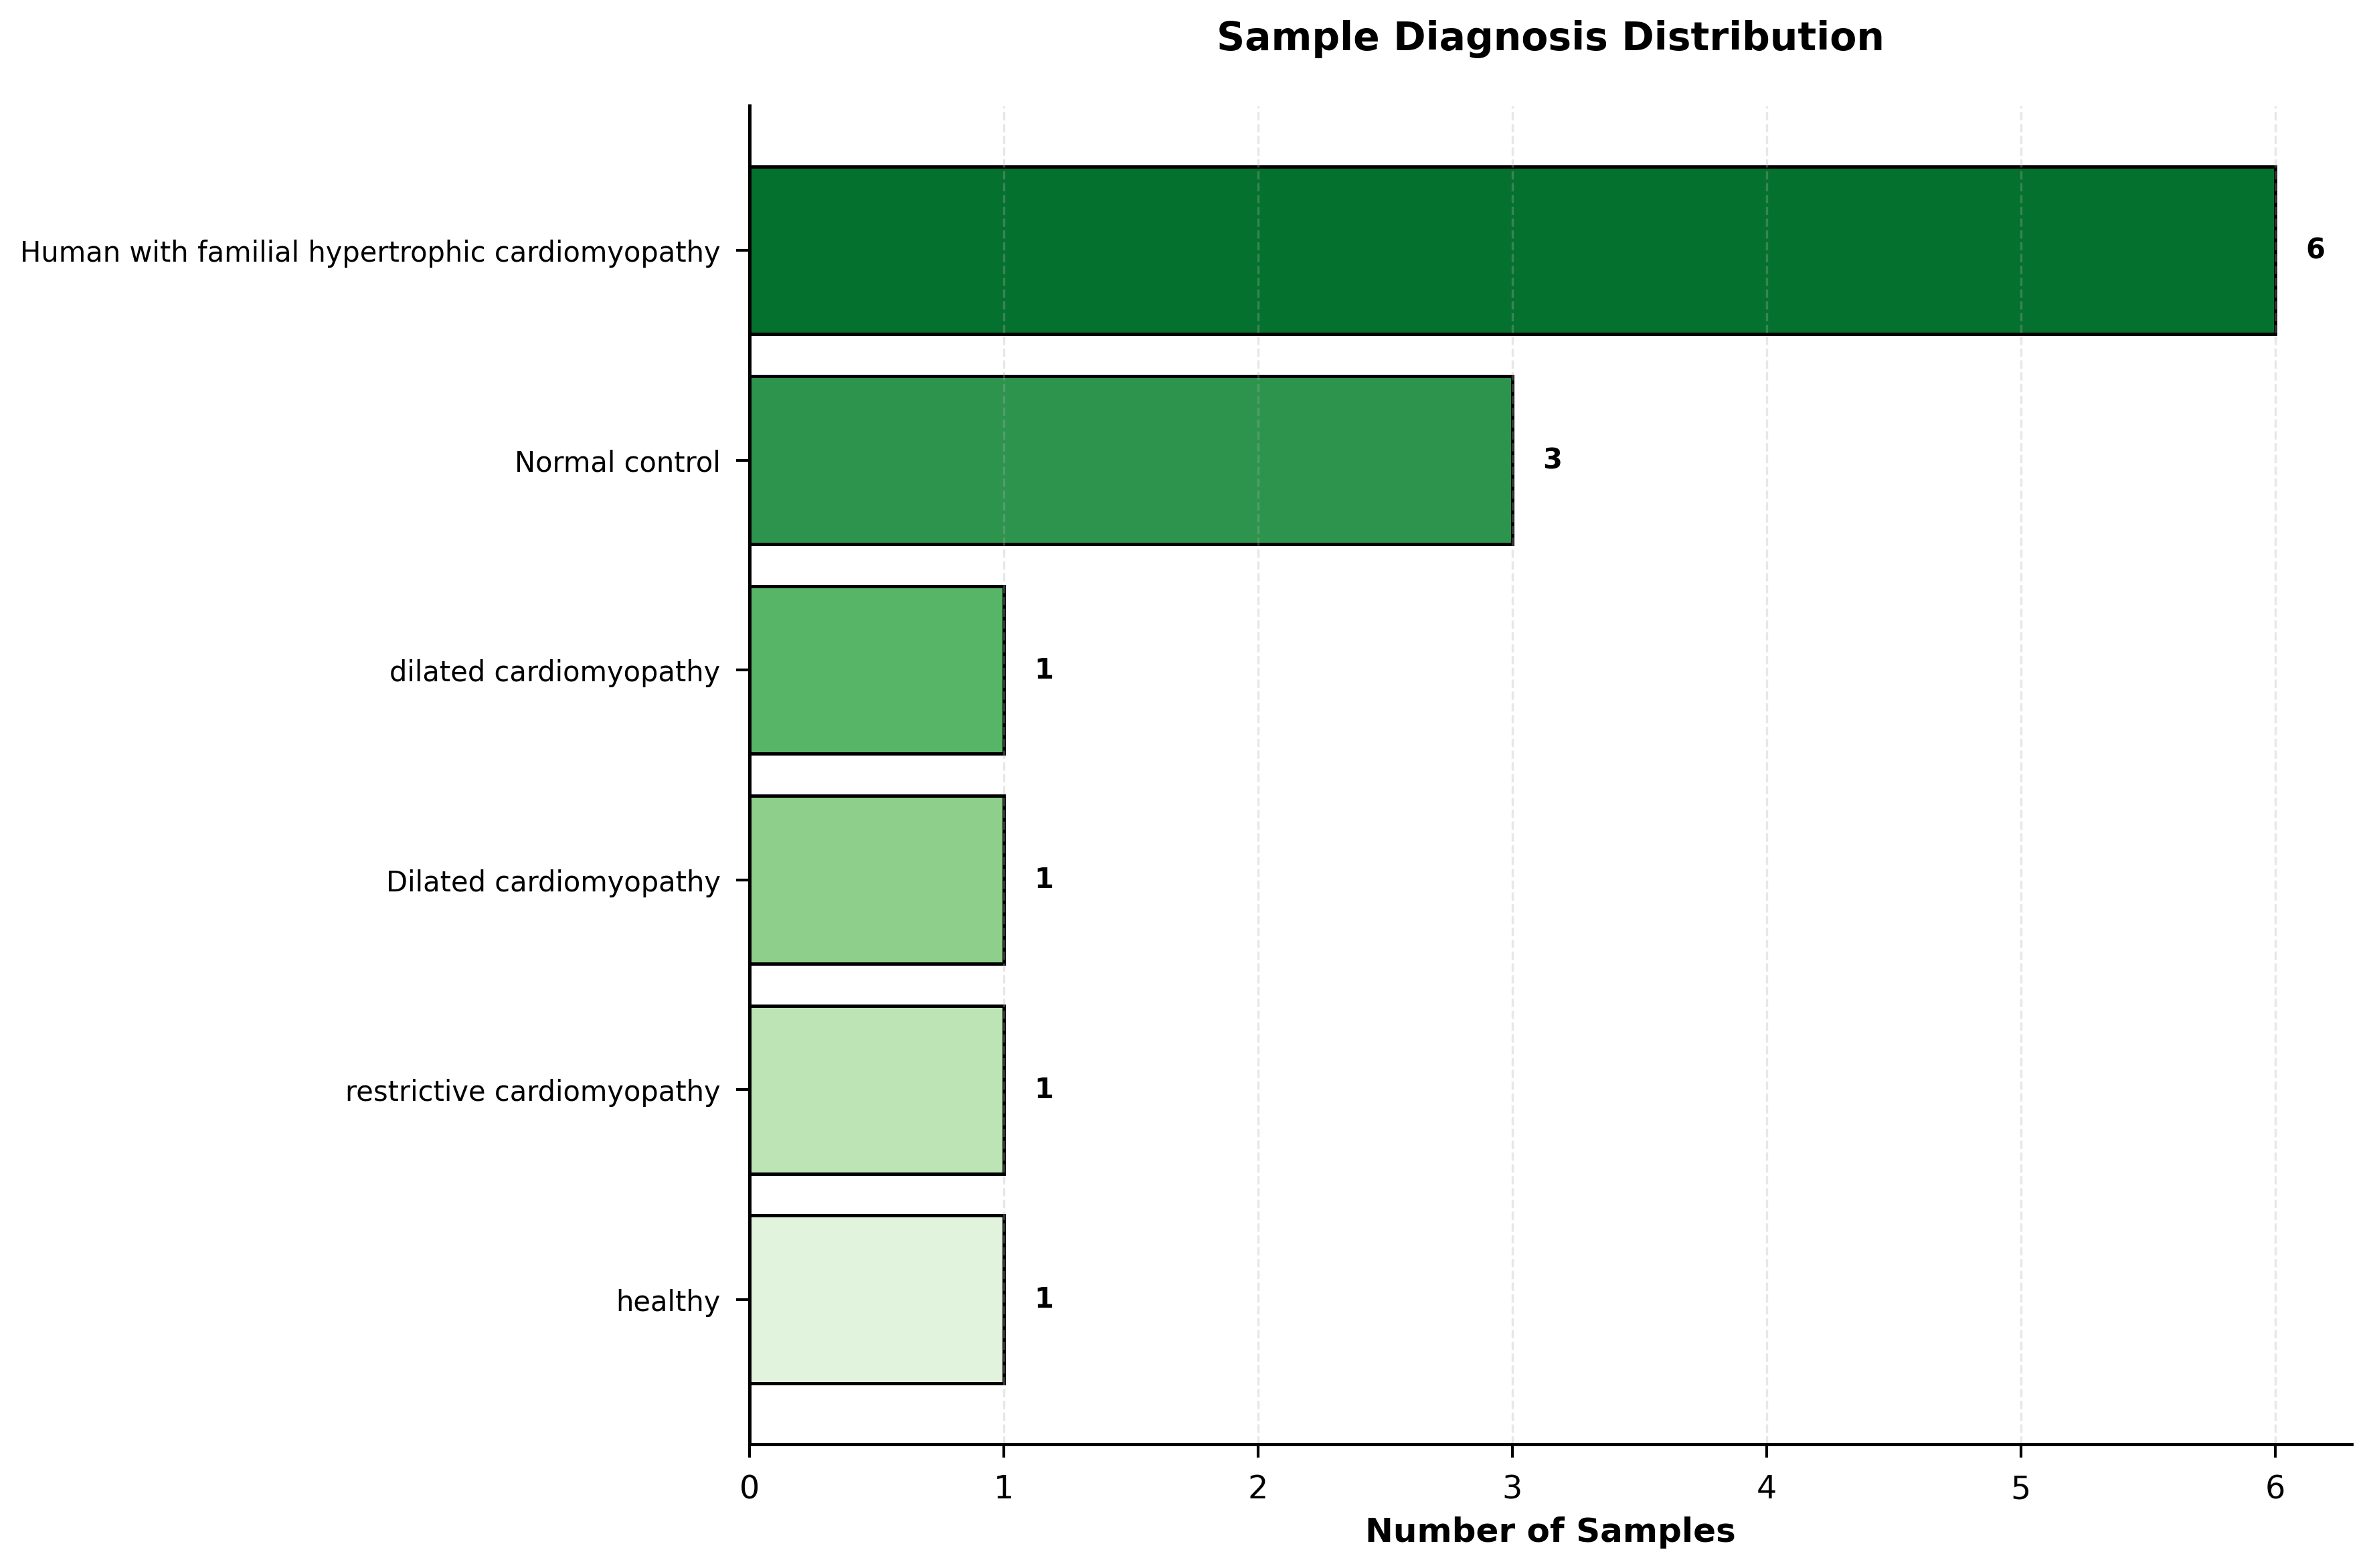 Sample Diagnosis Distribution
Human with familial hypertrophic cardiomyopathy
6
Normal control
3
dilated cardiomyopathy
1
Dilated cardiomyopathy
1
restrictive cardiomyopathy
1
healthy
1
0 1 2 3 4 5 6
Number of Samples